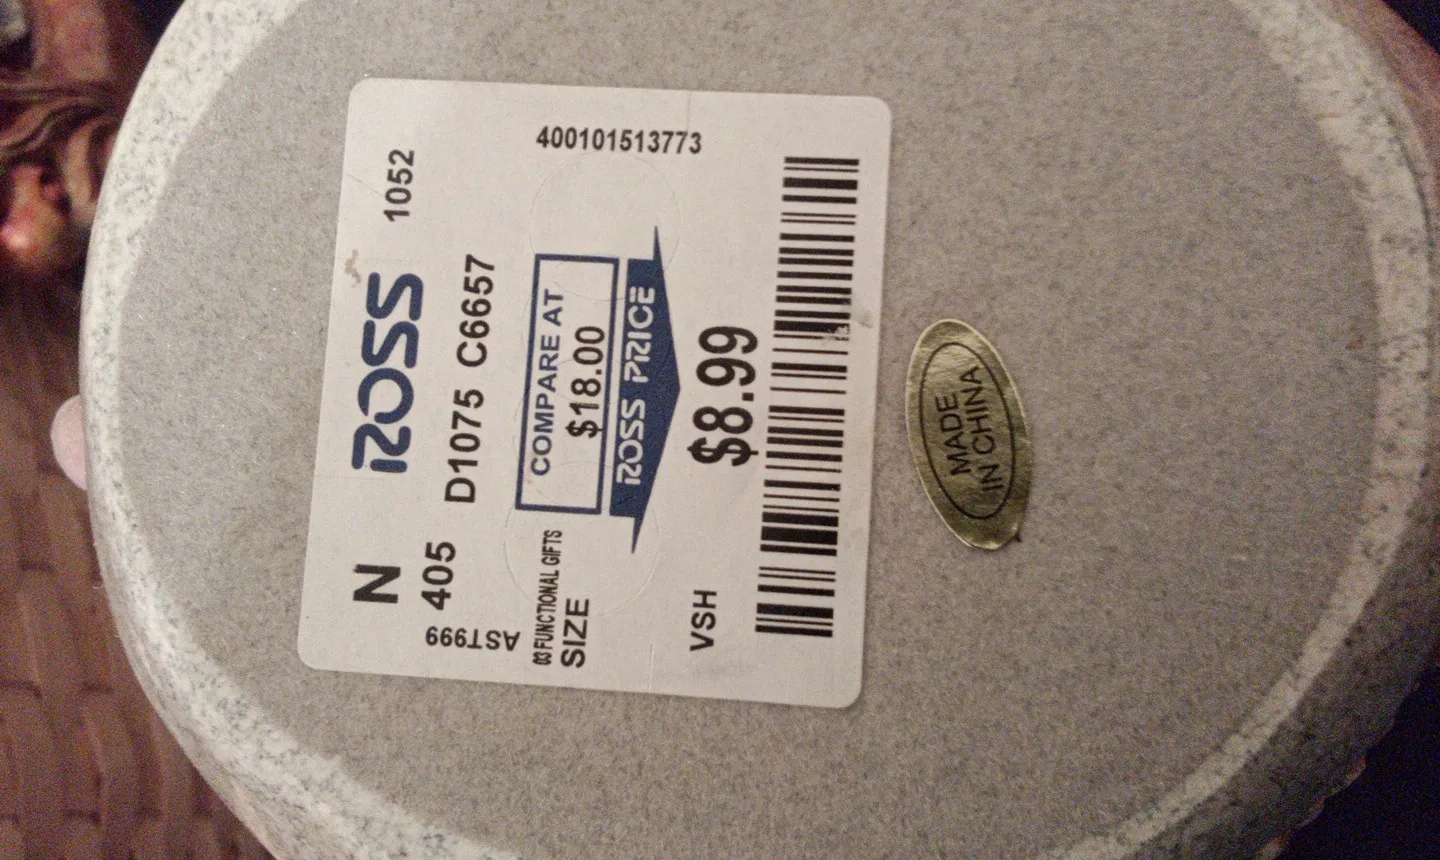 ROSS 1052
N
405 D1075 C6657
AST999
03 FUNCTIONAL GIFTS
SIZE
COMPARE AT
$18.00
ROSS PRICE
$8.99
VSH
400101513773
MADE
IN CHINA